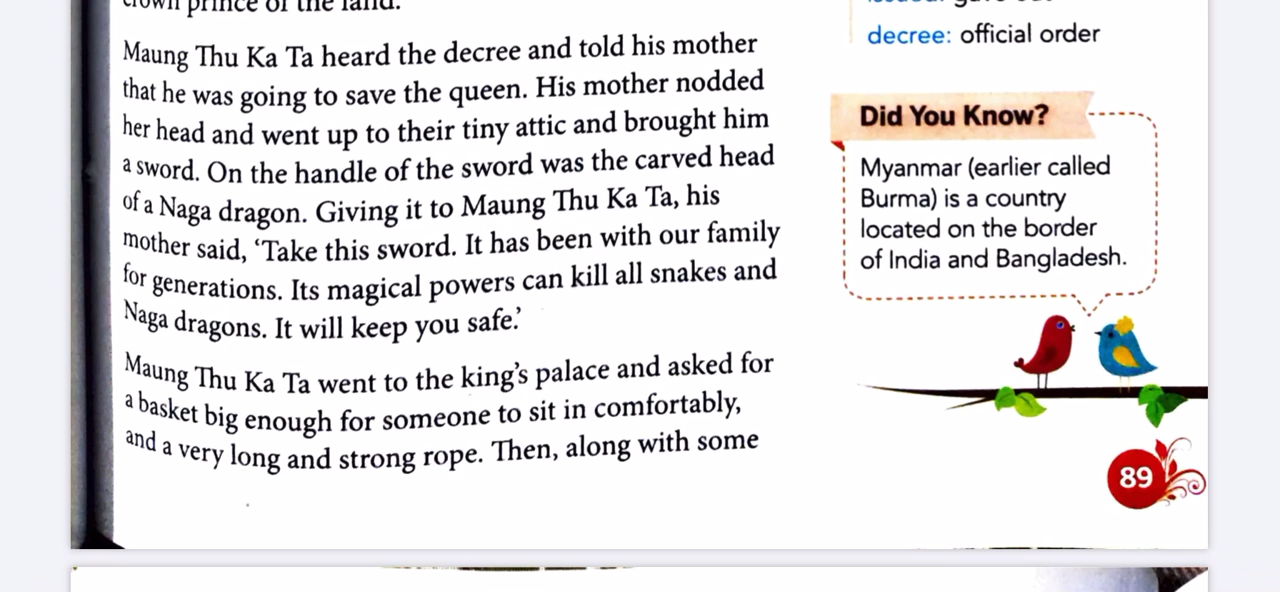 crown prince of the land.
Maung Thu Ka Ta heard the decree and told his mother
that he was going to save the queen. His mother nodded
her head and went up to their tiny attic and brought him
a sword. On the handle of the sword was the carved head
of a Naga dragon. Giving it to Maung Thu Ka Ta, his
mother said, ‘Take this sword. It has been with our family
for generations. Its magical powers can kill all snakes and
Naga dragons. It will keep you safe.’
Maung Thu Ka Ta went to the king’s palace and asked for
a basket big enough for someone to sit in comfortably,
and a very long and strong rope. Then, along with some
decree: official order
Did You Know?
Myanmar (earlier called
Burma) is a country
located on the border
of India and Bangladesh.
89